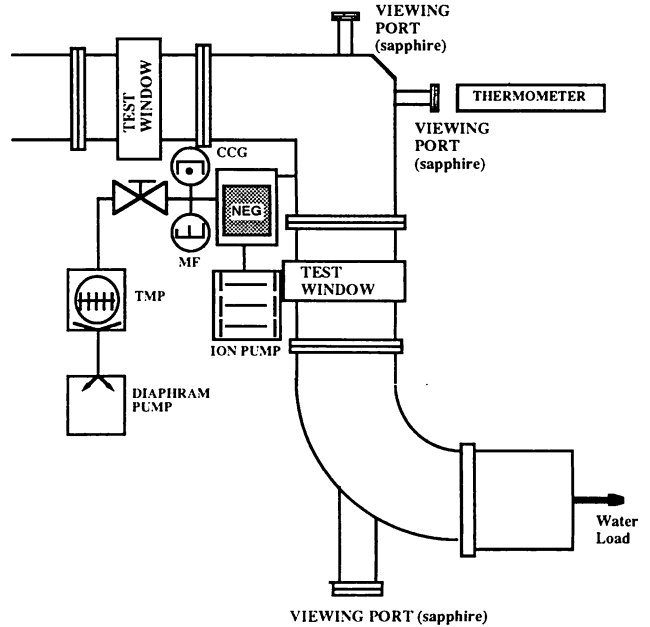 VIEWING
PORT
(sapphire)
TEST
WINDOW
THERMOMETER
VIEWING
PORT
(sapphire)
CCG
NEG
MF
TEST
WINDOW
TMP
ION PUMP
DIAPHRAM
PUMP
Water
Load
VIEWING PORT (sapphire)